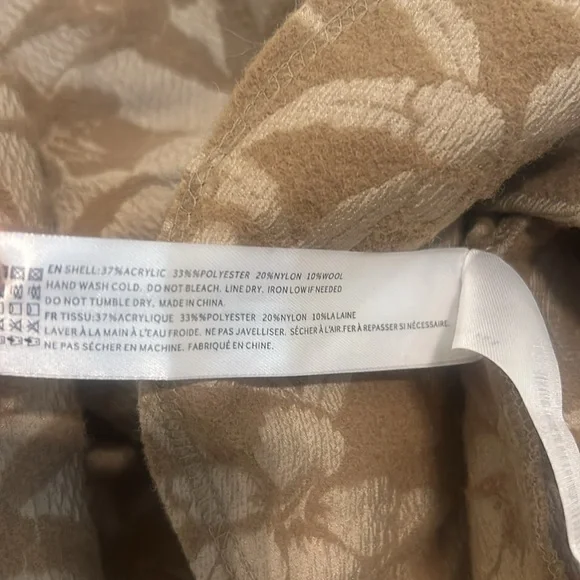 EN SHELL:37%ACRYLIC 33%%POLYESTER 20%NYLON 10%WOOL
HAND WASH COLD. DO NOT BLEACH. LINE DRY. IRON LOW IF NEEDED
DO NOT TUMBLE DRY. MADE IN CHINA.
FR TISSU:37%ACRYLIQUE 33%%POLYESTER 20%NYLON 10%LA LAINE
LAVER À LA MAIN À L'EAU FROIDE. NE PAS JAVELLISER. SÉCHER À L'AIR.FER À REPASSER SI NÉCESSAIRE.
NE PAS SÉCHER EN MACHINE. FABRIQUÉ EN CHINE.